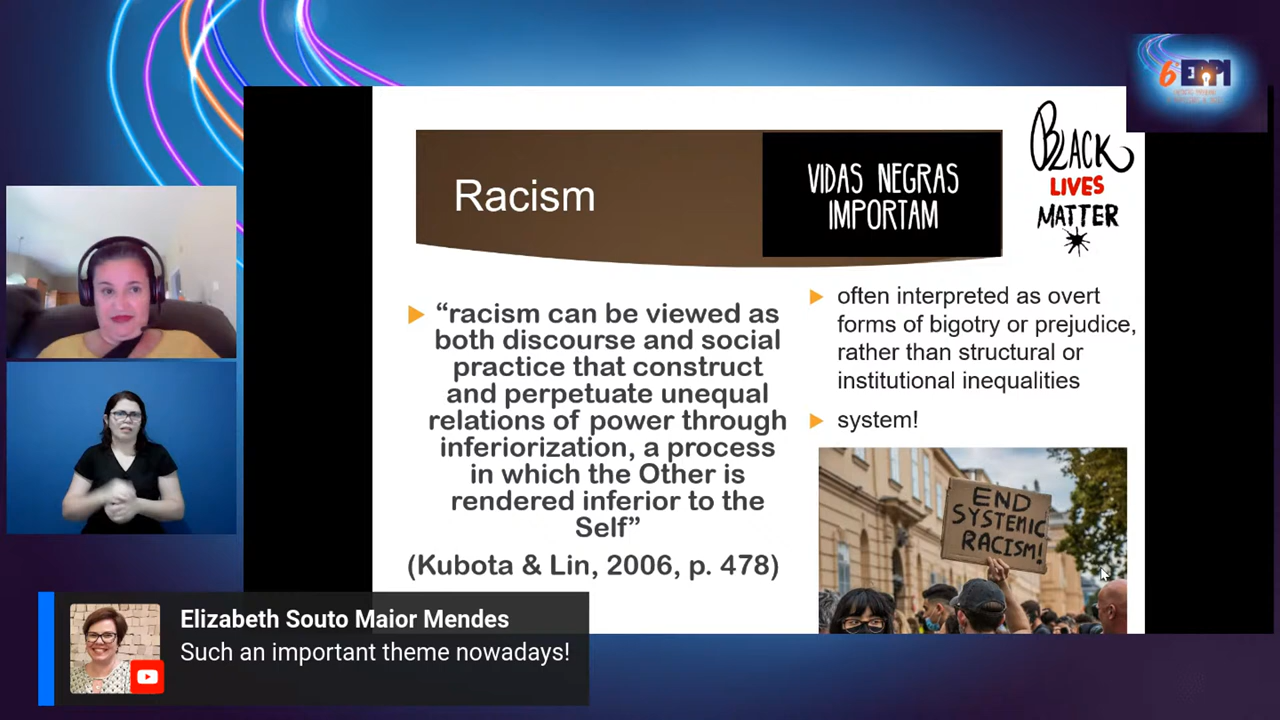 6º EPPI
Racism
VIDAS NEGRAS
IMPORTAM
BLACK
LIVES
MATTER
“racism can be viewed as
both discourse and social
practice that construct
and perpetuate unequal
relations of power through
inferiorization, a process
in which the Other is
rendered inferior to the
Self”
(Kubota & Lin, 2006, p. 478)
often interpreted as overt
forms of bigotry or prejudice,
rather than structural or
institutional inequalities
system!
END
SYSTEMIC
RACISM!
Elizabeth Souto Maior Mendes
Such an important theme nowadays!